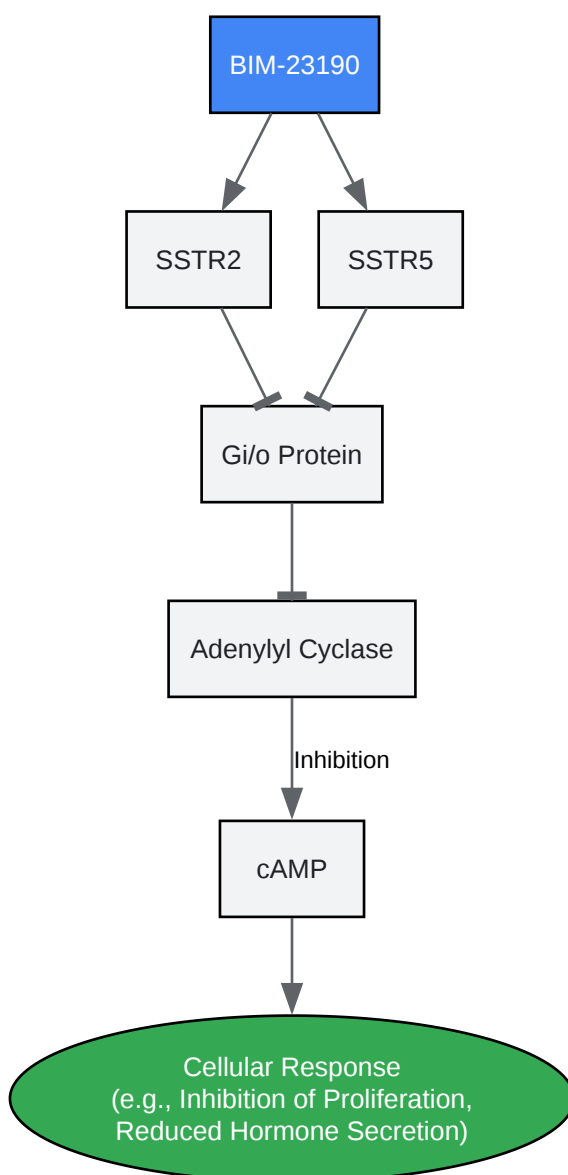 BIM-23190
SSTR2
SSTR5
Gi/o Protein
Adenylyl Cyclase
Inhibition
cAMP
Cellular Response
(e.g., Inhibition of Proliferation,
Reduced Hormone Secretion)